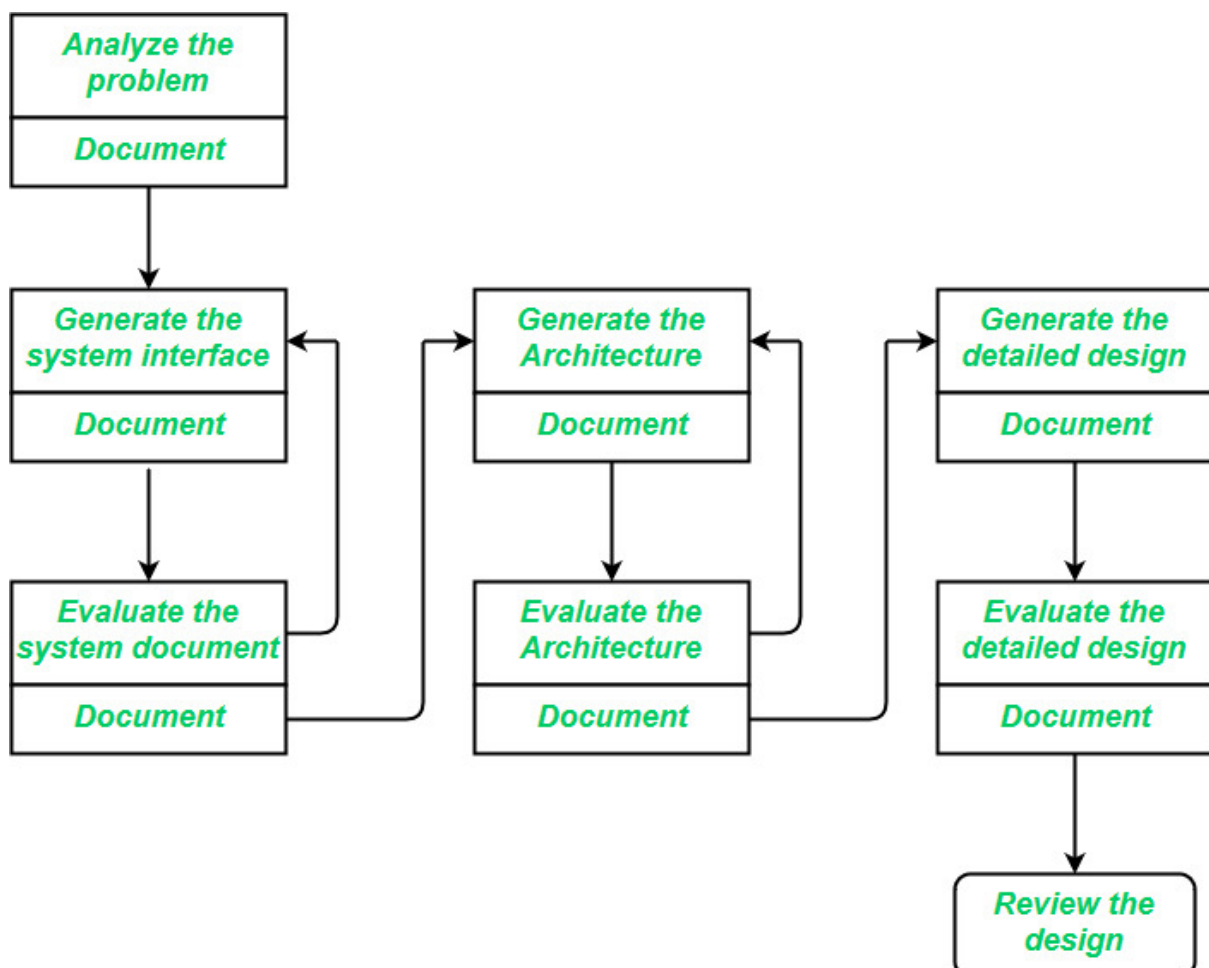 Analyze the
problem
Document
Generate the
system interface
Document
Evaluate the
system document
Document
Generate the
Architecture
Document
Evaluate the
Architecture
Document
Generate the
detailed design
Document
Evaluate the
detailed design
Document
Review the
design